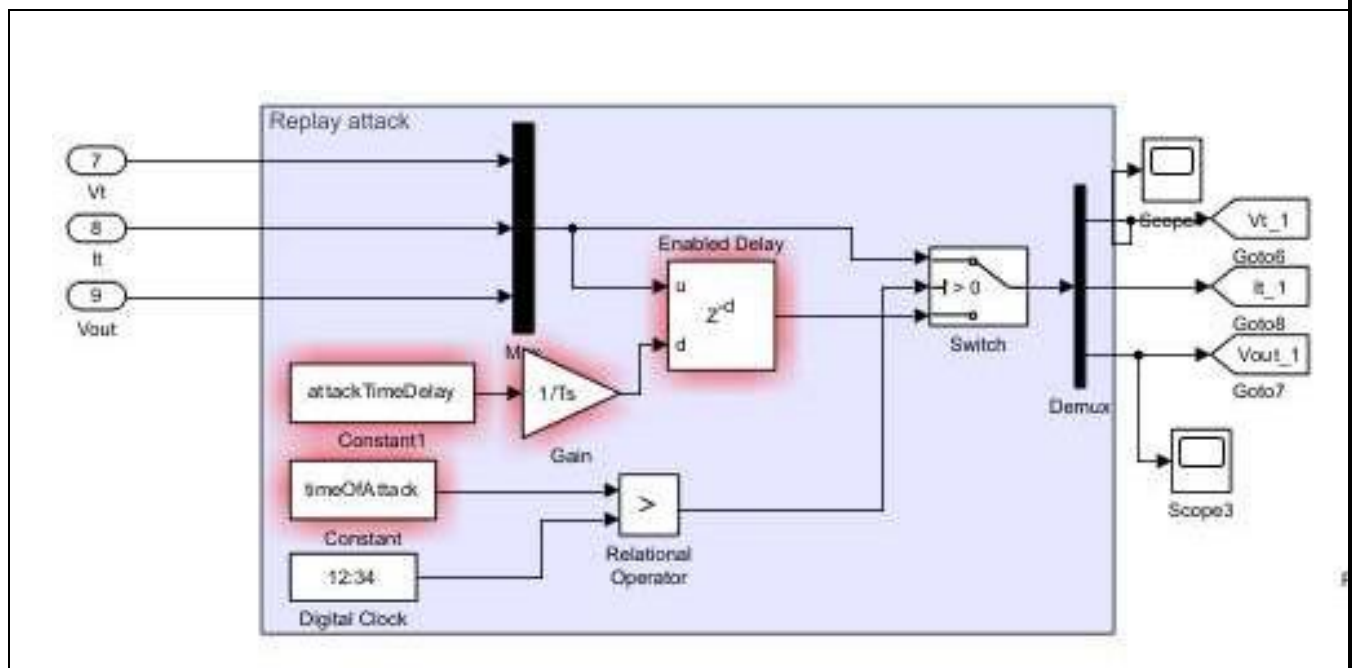 Replay attack
7
Vt
8
It
9
Vout
Enabled Delay
u
Z-d
d
attackTimeDelay
Constant1
1/Ts
Gain
timeOfAttack
Constant
12:34
Digital Clock
>
Relational
Operator
> 0
Switch
Demux
Vt_1
Goto6
It_1
Goto8
Vout_1
Goto7
Scope3